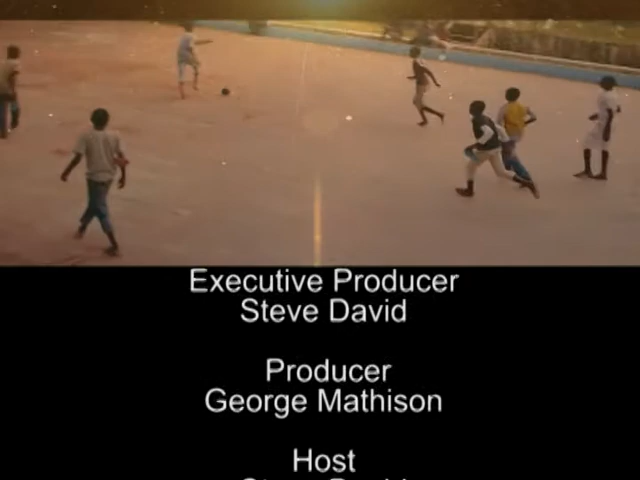 Executive Producer
Steve David
Producer
George Mathison
Host